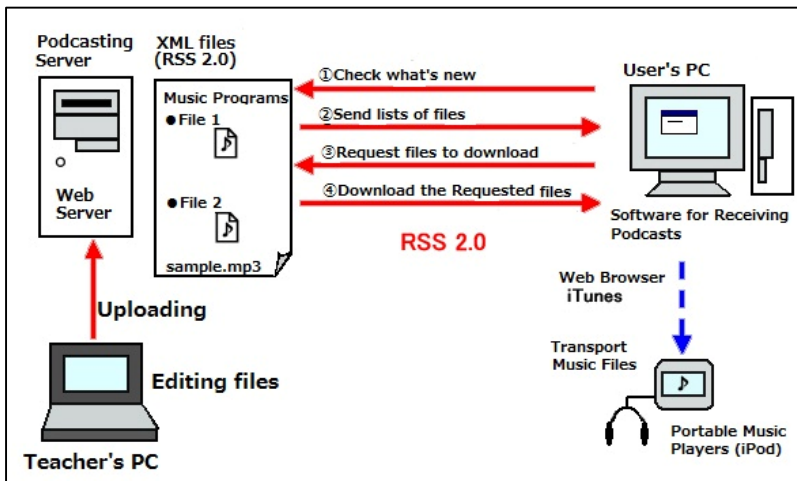 Podcasting
Server
XML files
(RSS 2.0)
①Check what's new
User's PC
Music Programs
●File 1
②Send lists of files
③Request files to download
Web
Server
●File 2
④Download the Requested files
Software for Receiving
Podcasts
RSS 2.0
sample.mp3
Web Browser
iTunes
Uploading
Transport
Music Files
Editing files
Portable Music
Players (iPod)
Teacher's PC